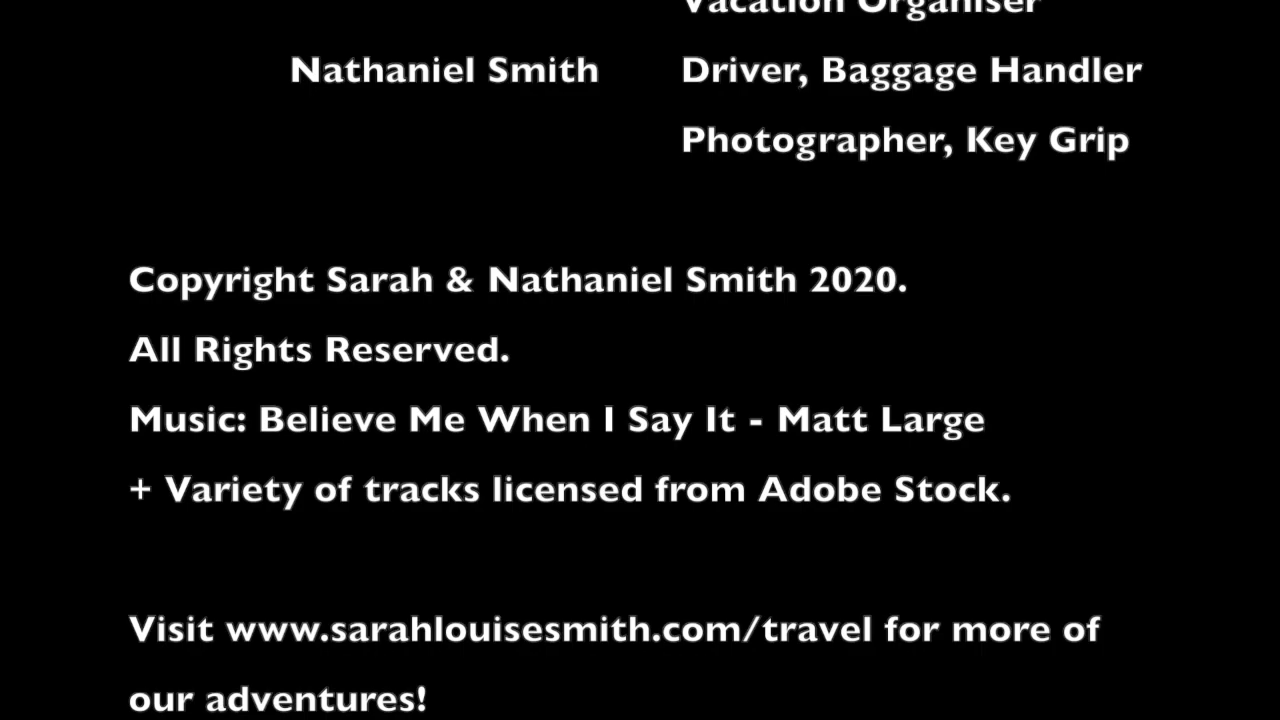 Vacation Organiser
Nathaniel Smith Driver, Baggage Handler
Photographer, Key Grip
Copyright Sarah & Nathaniel Smith 2020.
All Rights Reserved.
Music: Believe Me When I Say It - Matt Large
+ Variety of tracks licensed from Adobe Stock.
Visit www.sarahlouisesmith.com/travel for more of
our adventures!